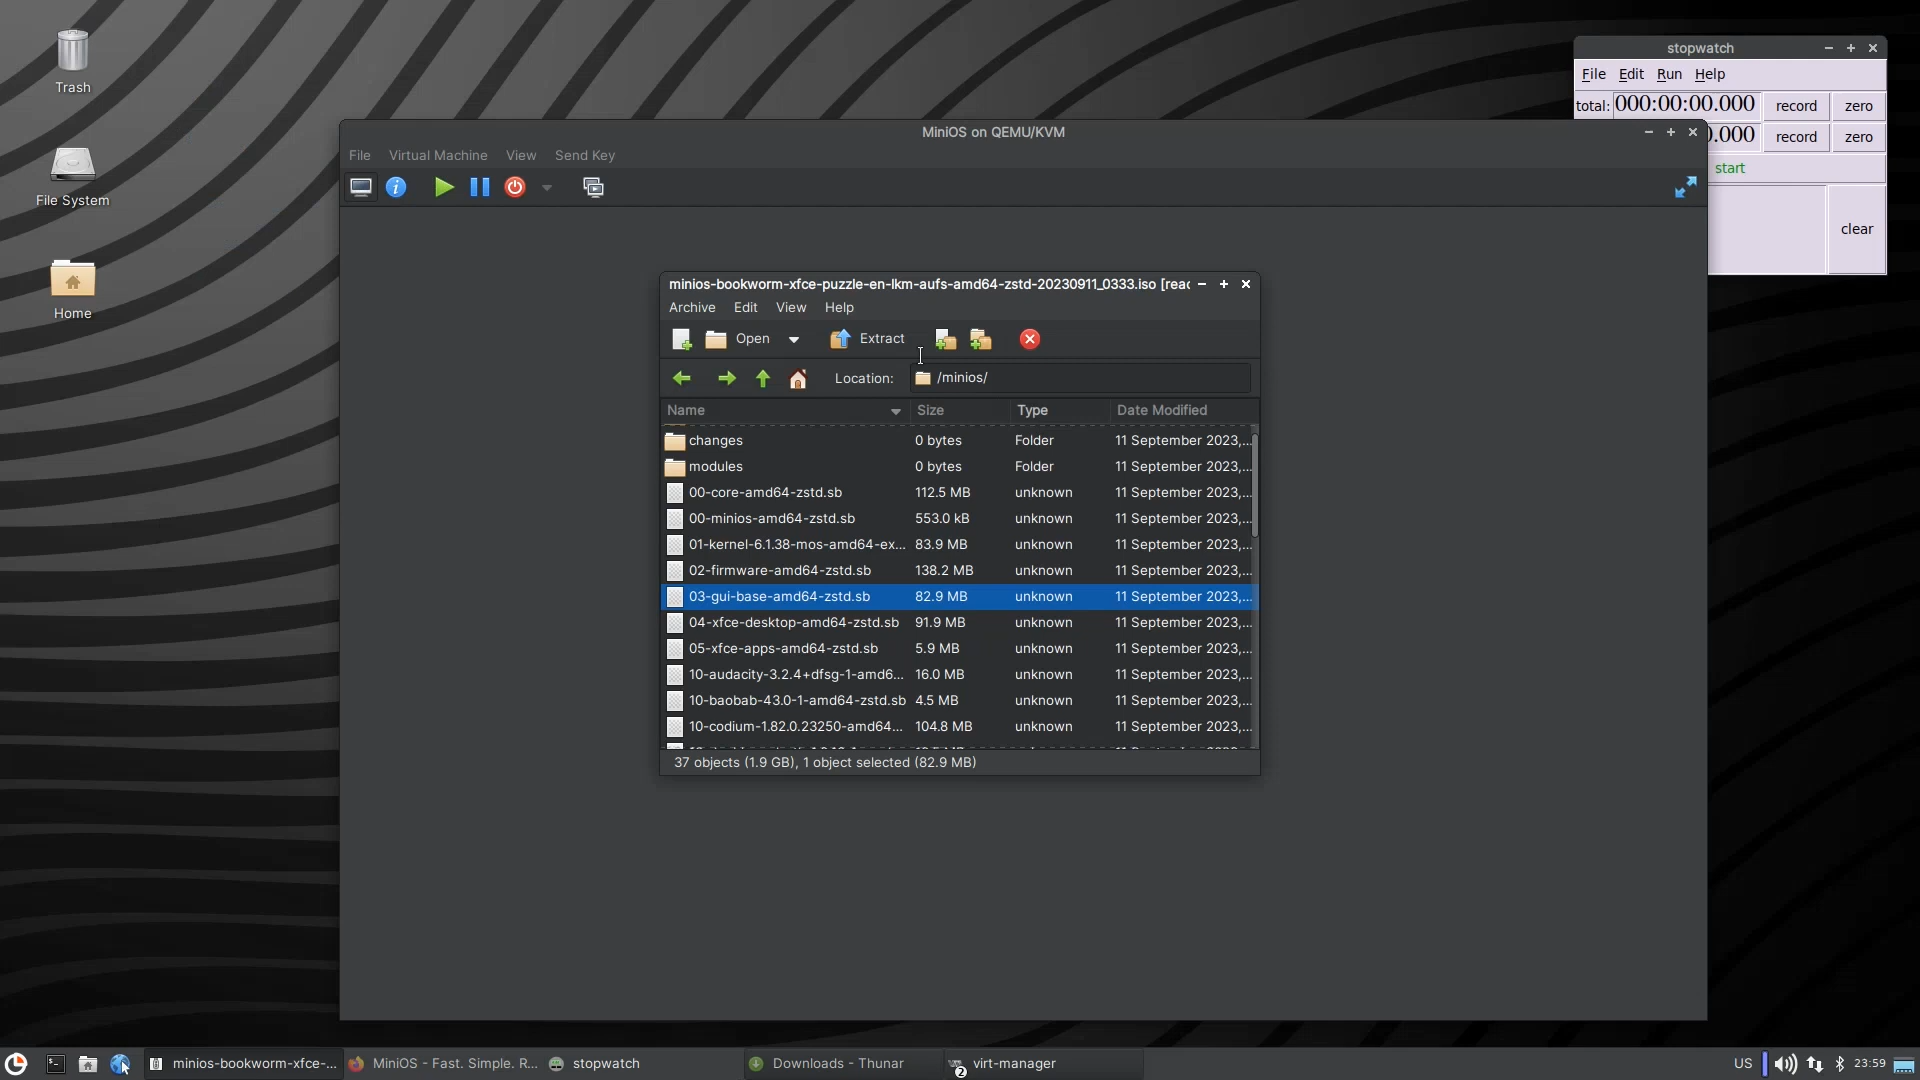 Trash
File System
Home
stopwatch
File Edit Run Help
total: 000:00:00.000 record zero
0.000 record zero
start
clear
MiniOS on QEMU/KVM
File Virtual Machine View Send Key
minios-bookworm-xfce-puzzle-en-lkm-aufs-amd64-zstd-20230911_0333.iso [read
Archive Edit View Help
Open Extract
Location: /minios/
Name Size Type Date Modified
changes 0 bytes Folder 11 September 2023,...
modules 0 bytes Folder 11 September 2023,...
00-core-amd64-zstd.sb 112.5 MB unknown 11 September 2023,...
00-minios-amd64-zstd.sb 553.0 kB unknown 11 September 2023,...
01-kernel-6.1.38-mos-amd64-ex... 83.9 MB unknown 11 September 2023,...
02-firmware-amd64-zstd.sb 138.2 MB unknown 11 September 2023,...
03-gui-base-amd64-zstd.sb 82.9 MB unknown 11 September 2023,...
04-xfce-desktop-amd64-zstd.sb 91.9 MB unknown 11 September 2023,...
05-xfce-apps-amd64-zstd.sb 5.9 MB unknown 11 September 2023,...
10-audacity-3.2.4+dfsg-1-amd6... 16.0 MB unknown 11 September 2023,...
10-baobab-43.0-1-amd64-zstd.sb 4.5 MB unknown 11 September 2023,...
10-codium-1.82.0.23250-amd64... 104.8 MB unknown 11 September 2023,...
37 objects (1.9 GB), 1 object selected (82.9 MB)
minios-bookworm-xfce-... MiniOS - Fast. Simple. R... stopwatch Downloads - Thunar 2 virt-manager US 23:59